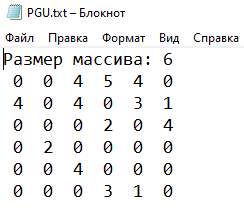 PGU.txt – Блокнот
Файл Правка Формат Вид Справка
Размер массива: 6
0 0 4 5 4 0
4 0 4 0 3 1
0 0 0 2 0 4
0 2 0 0 0 0
0 0 4 0 0 0
0 0 0 3 1 0